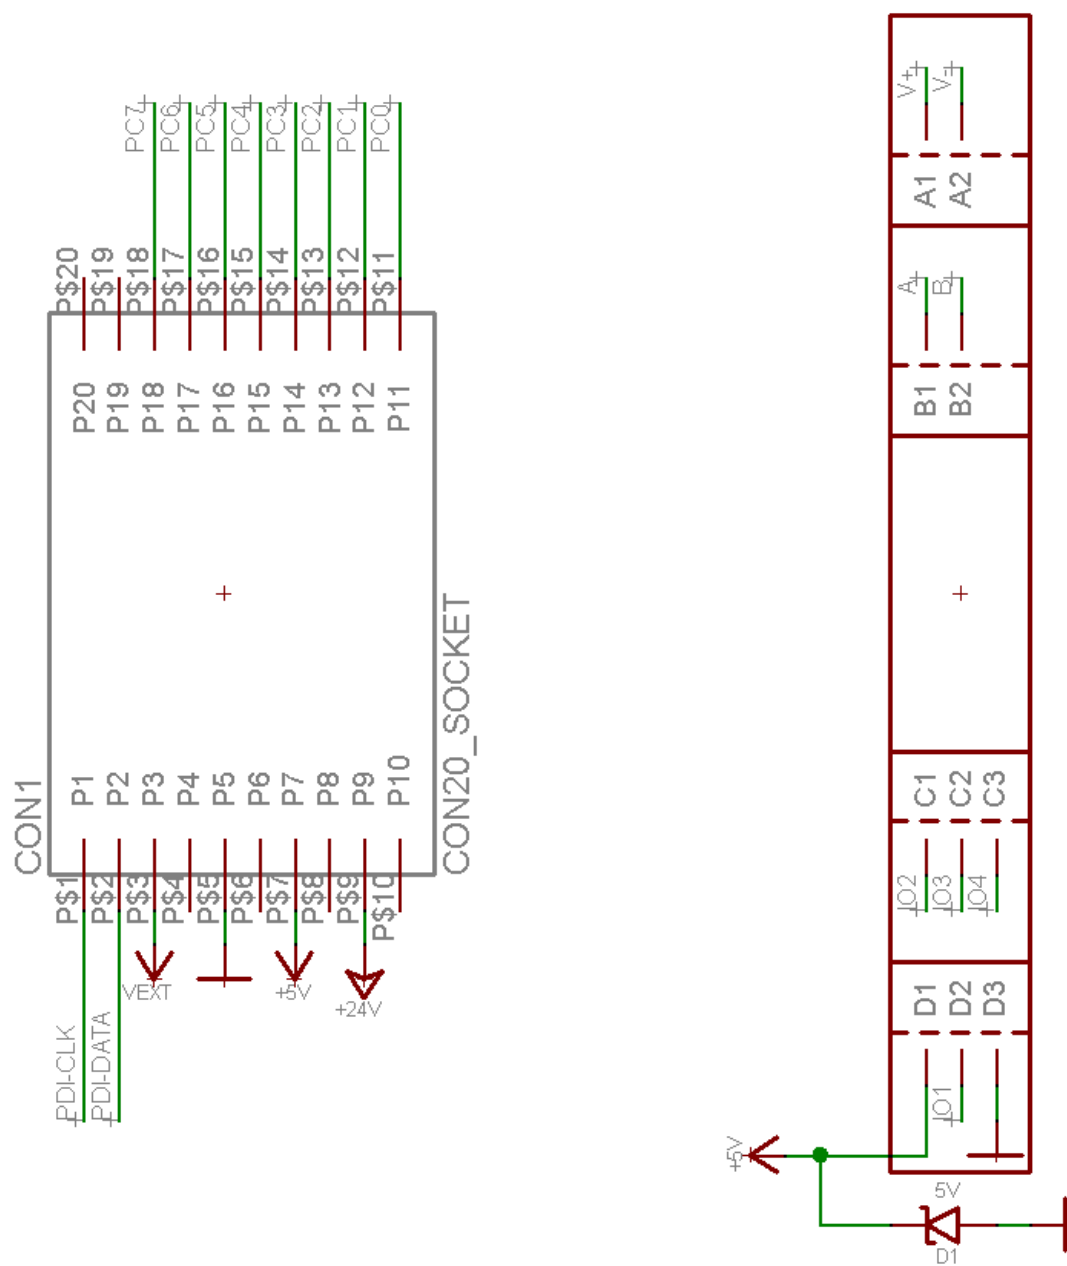 PC7 PC6 PC5 PC4 PC3 PC2 PC1 PC0
P$20 P$19 P$18 P$17 P$16 P$15 P$14 P$13 P$12 P$11
P20 P19 P18 P17 P16 P15 P14 P13 P12 P11
CON1
CON20_SOCKET
P1 P2 P3 P4 P5 P6 P7 P8 P9 P10
P$1 P$2 P$3 P$4 P$5 P$6 P$7 P$8 P$9 P$10
VEXT
+5V
+24V
PDI-CLK
PDI-DATA
V+ V-
A1 A2
A B
B1 B2
C1 C2 C3
IO2 IO3 IO4
D1 D2 D3
IO1
+5V
5V
D1